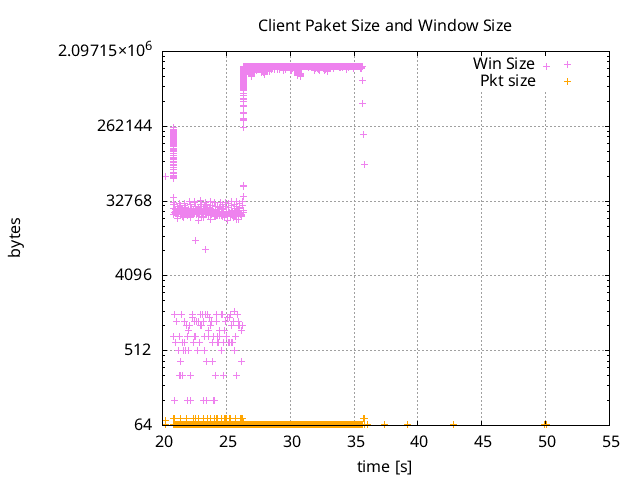 Client Paket Size and Window Size
2.09715×10⁶
262144
32768
4096
512
64
bytes
Win Size
Pkt size
20 25 30 35 40 45 50 55
time [s]